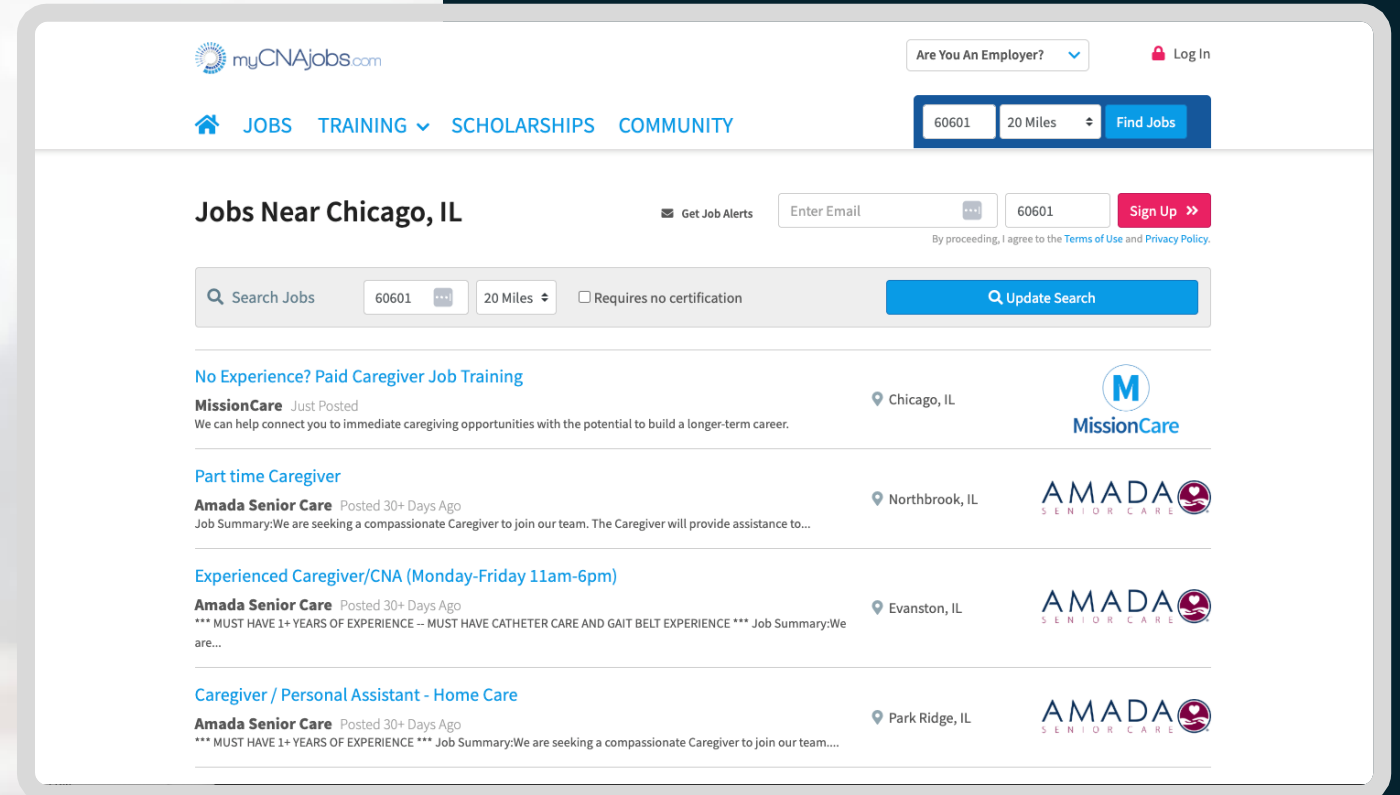 myCNAjobs.com
Are You An Employer?
Log In
JOBS TRAINING SCHOLARSHIPS COMMUNITY
60601 20 Miles Find Jobs
Jobs Near Chicago, IL
Get Job Alerts Enter Email 60601 Sign Up
By proceeding, I agree to the Terms of Use and Privacy Policy.
Search Jobs 60601 20 Miles Requires no certification Update Search
No Experience? Paid Caregiver Job Training
MissionCare Just Posted
We can help connect you to immediate caregiving opportunities with the potential to build a longer-term career.
Chicago, IL
M
MissionCare
Part time Caregiver
Amada Senior Care Posted 30+ Days Ago
Job Summary:We are seeking a compassionate Caregiver to join our team. The Caregiver will provide assistance to...
Northbrook, IL
AMADA
SENIOR CARE
Experienced Caregiver/CNA (Monday-Friday 11am-6pm)
Amada Senior Care Posted 30+ Days Ago
*** MUST HAVE 1+ YEARS OF EXPERIENCE -- MUST HAVE CATHETER CARE AND GAIT BELT EXPERIENCE *** Job Summary:We
are...
Evanston, IL
AMADA
SENIOR CARE
Caregiver / Personal Assistant - Home Care
Amada Senior Care Posted 30+ Days Ago
*** MUST HAVE 1+ YEARS OF EXPERIENCE *** Job Summary:We are seeking a compassionate Caregiver to join our team....
Park Ridge, IL
AMADA
SENIOR CARE